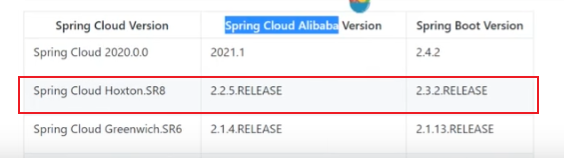 Spring Cloud Version Spring Cloud Alibaba Version Spring Boot Version
Spring Cloud 2020.0.0 2021.1 2.4.2
Spring Cloud Hoxton.SR8 2.2.5.RELEASE 2.3.2.RELEASE
Spring Cloud Greenwich.SR6 2.1.4.RELEASE 2.1.13.RELEASE